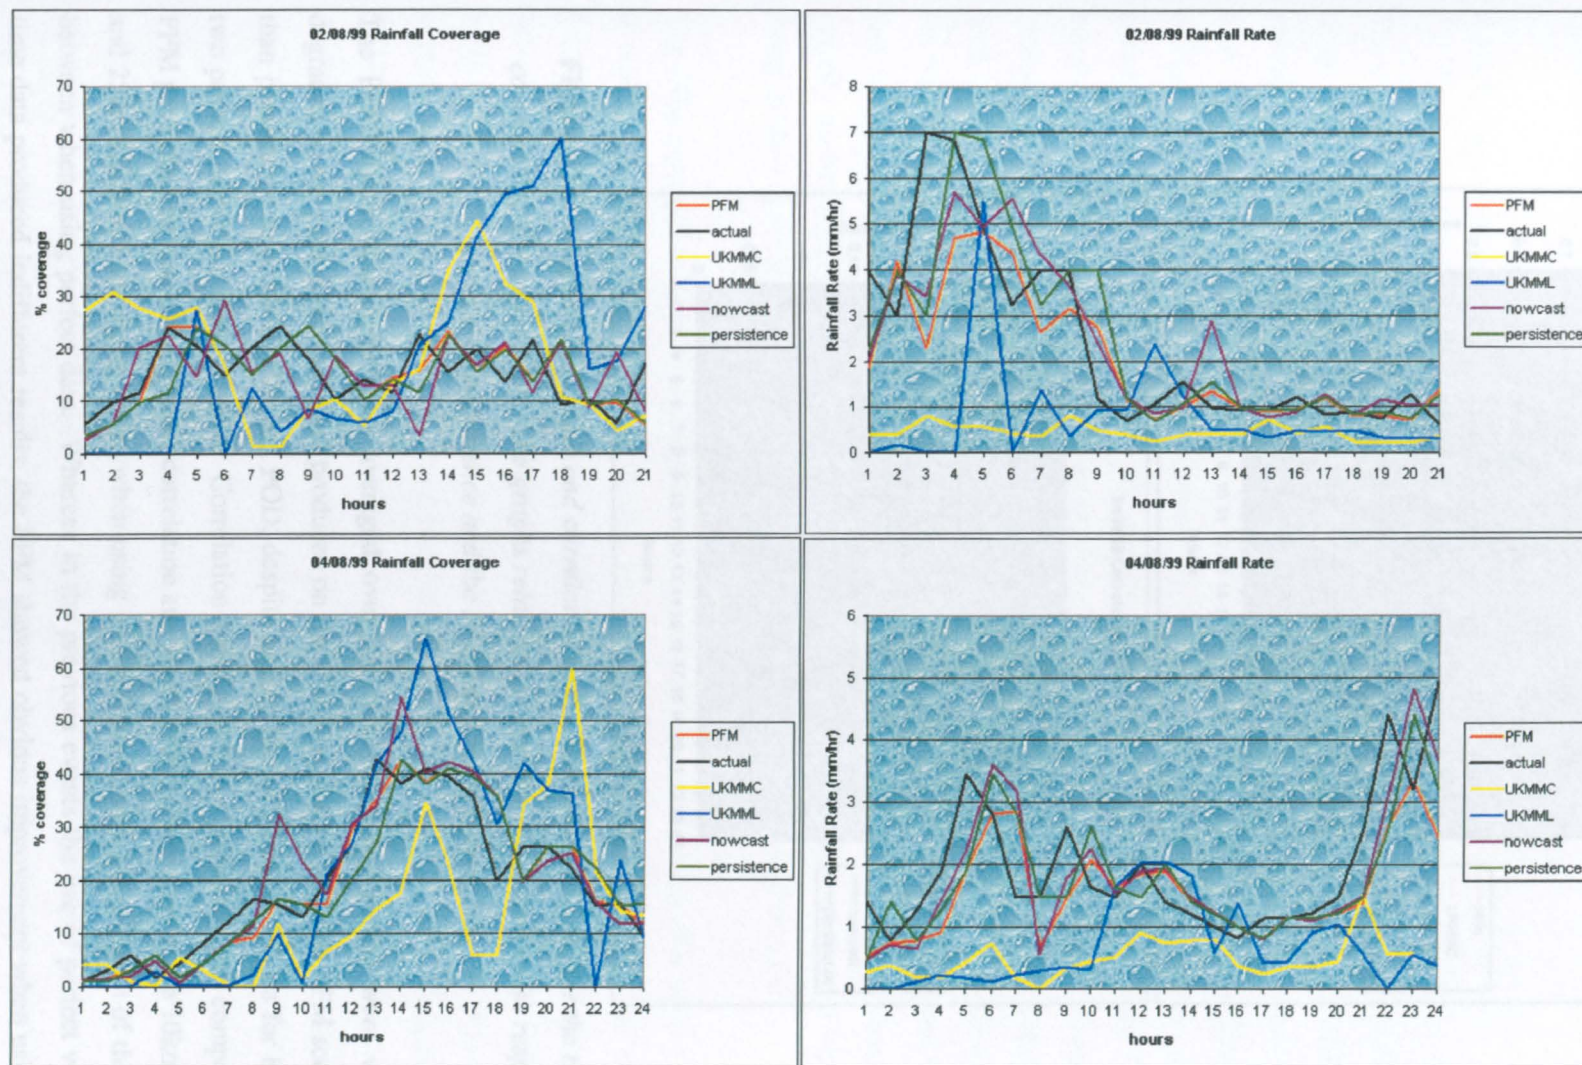 02/08/99 Rainfall Coverage
% coverage
70
60
50
40
30
20
10
0
1 2 3 4 5 6 7 8 9 10 11 12 13 14 15 16 17 18 19 20 21
hours
PFM
actual
UKMMC
UKMML
nowcast
persistence
02/08/99 Rainfall Rate
Rainfall Rate (mm/hr)
8
7
6
5
4
3
2
1
0
1 2 3 4 5 6 7 8 9 10 11 12 13 14 15 16 17 18 19 20 21
hours
PFM
actual
UKMMC
UKMML
nowcast
persistence
04/08/99 Rainfall Coverage
% coverage
70
60
50
40
30
20
10
0
1 2 3 4 5 6 7 8 9 10 11 12 13 14 15 16 17 18 19 20 21 22 23 24
hours
PFM
actual
UKMMC
UKMML
nowcast
persistence
04/08/99 Rainfall Rate
Rainfall Rate (mm/hr)
6
5
4
3
2
1
0
1 2 3 4 5 6 7 8 9 10 11 12 13 14 15 16 17 18 19 20 21 22 23 24
hours
PFM
actual
UKMMC
UKMML
nowcast
persistence